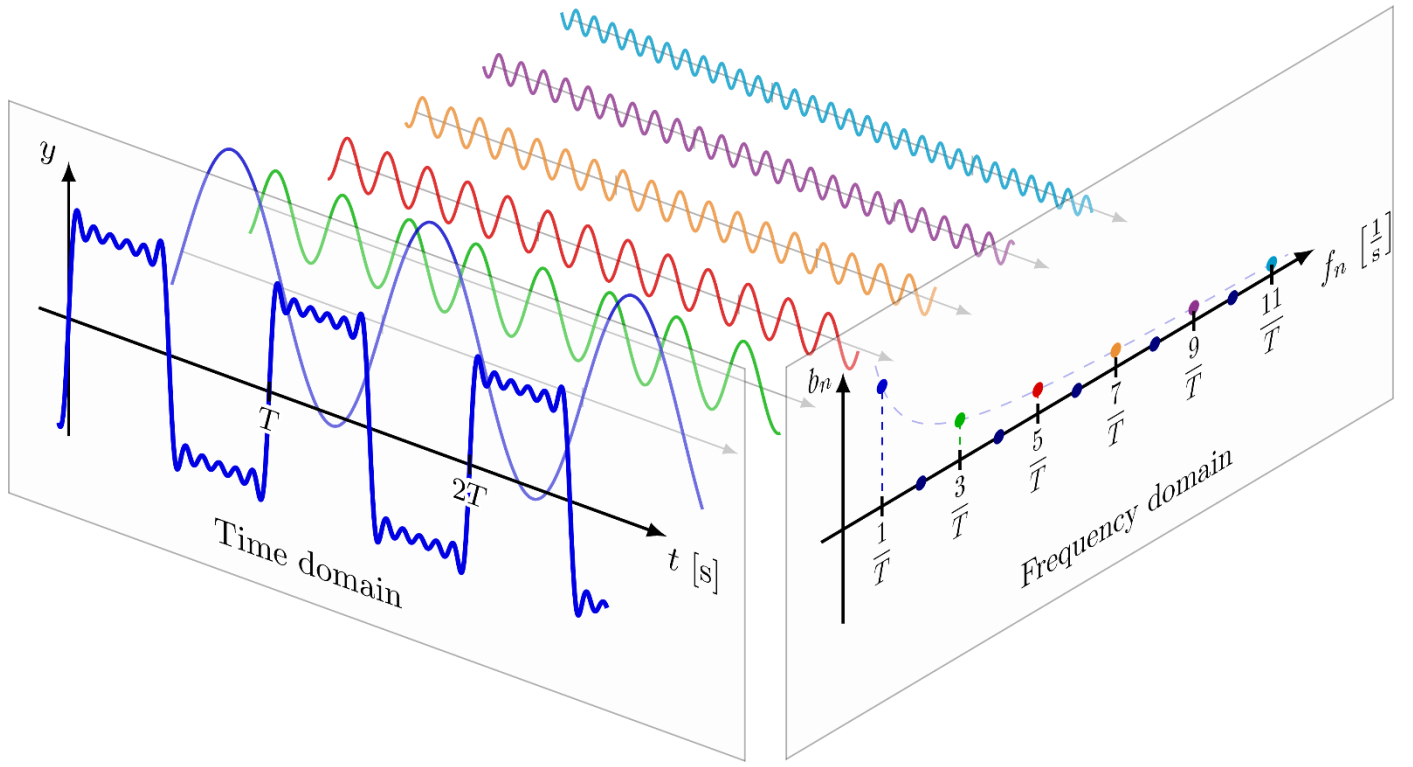 y
T
2T
t [s]
Time domain
b_n
1/T
3/T
5/T
7/T
9/T
11/T
f_n [1/s]
Frequency domain